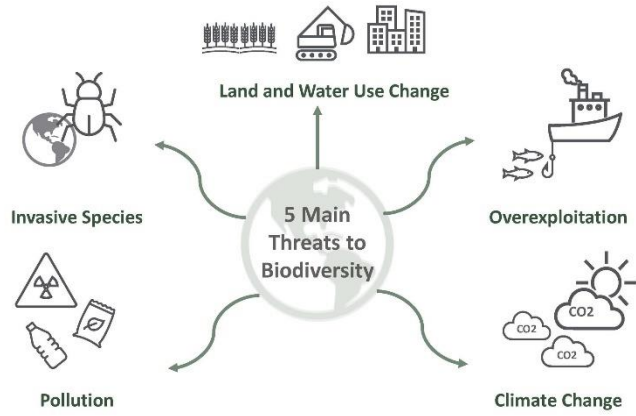 Land and Water Use Change
Invasive Species
5 Main
Threats to
Biodiversity
Overexploitation
CO2
CO2
CO2
Pollution
Climate Change